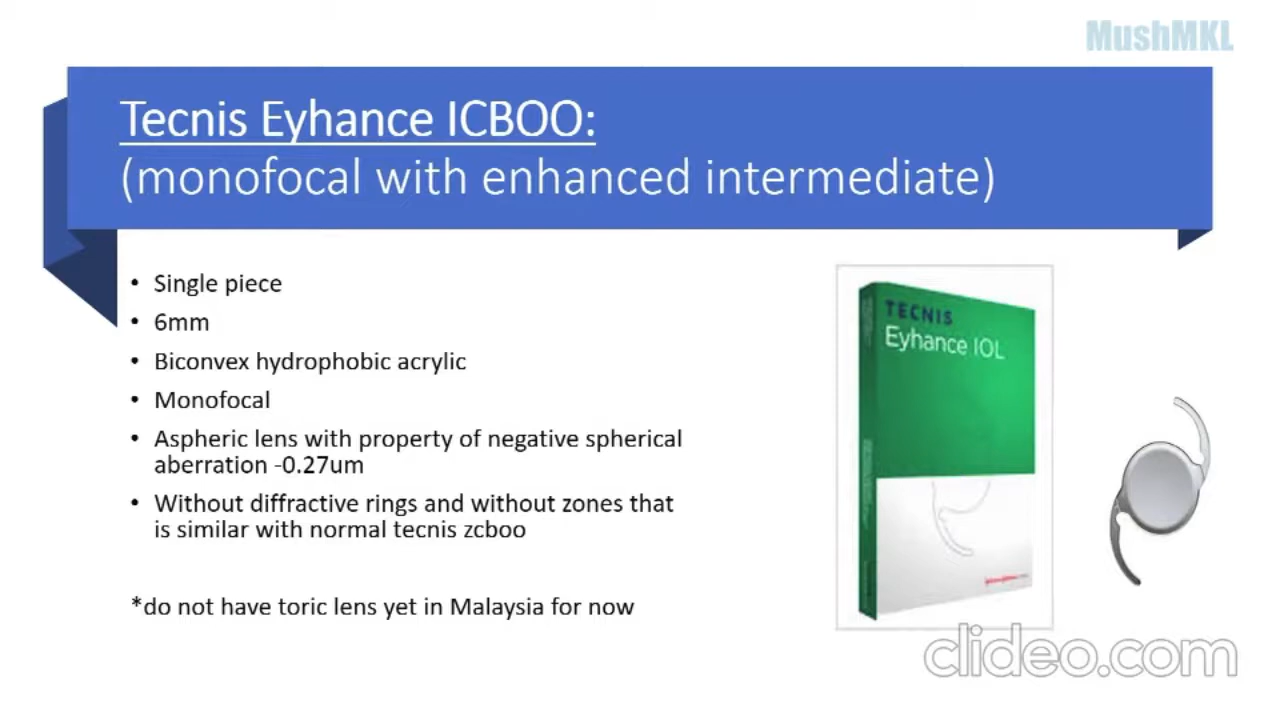 MushMKL
Tecnis Eyhance ICBOO:
(monofocal with enhanced intermediate)
• Single piece
• 6mm
• Biconvex hydrophobic acrylic
• Monofocal
• Aspheric lens with property of negative spherical
aberration -0.27um
• Without diffractive rings and without zones that
is similar with normal tecnis zcboo
*do not have toric lens yet in Malaysia for now
TECNIS
Eyhance IOL
clideo.com